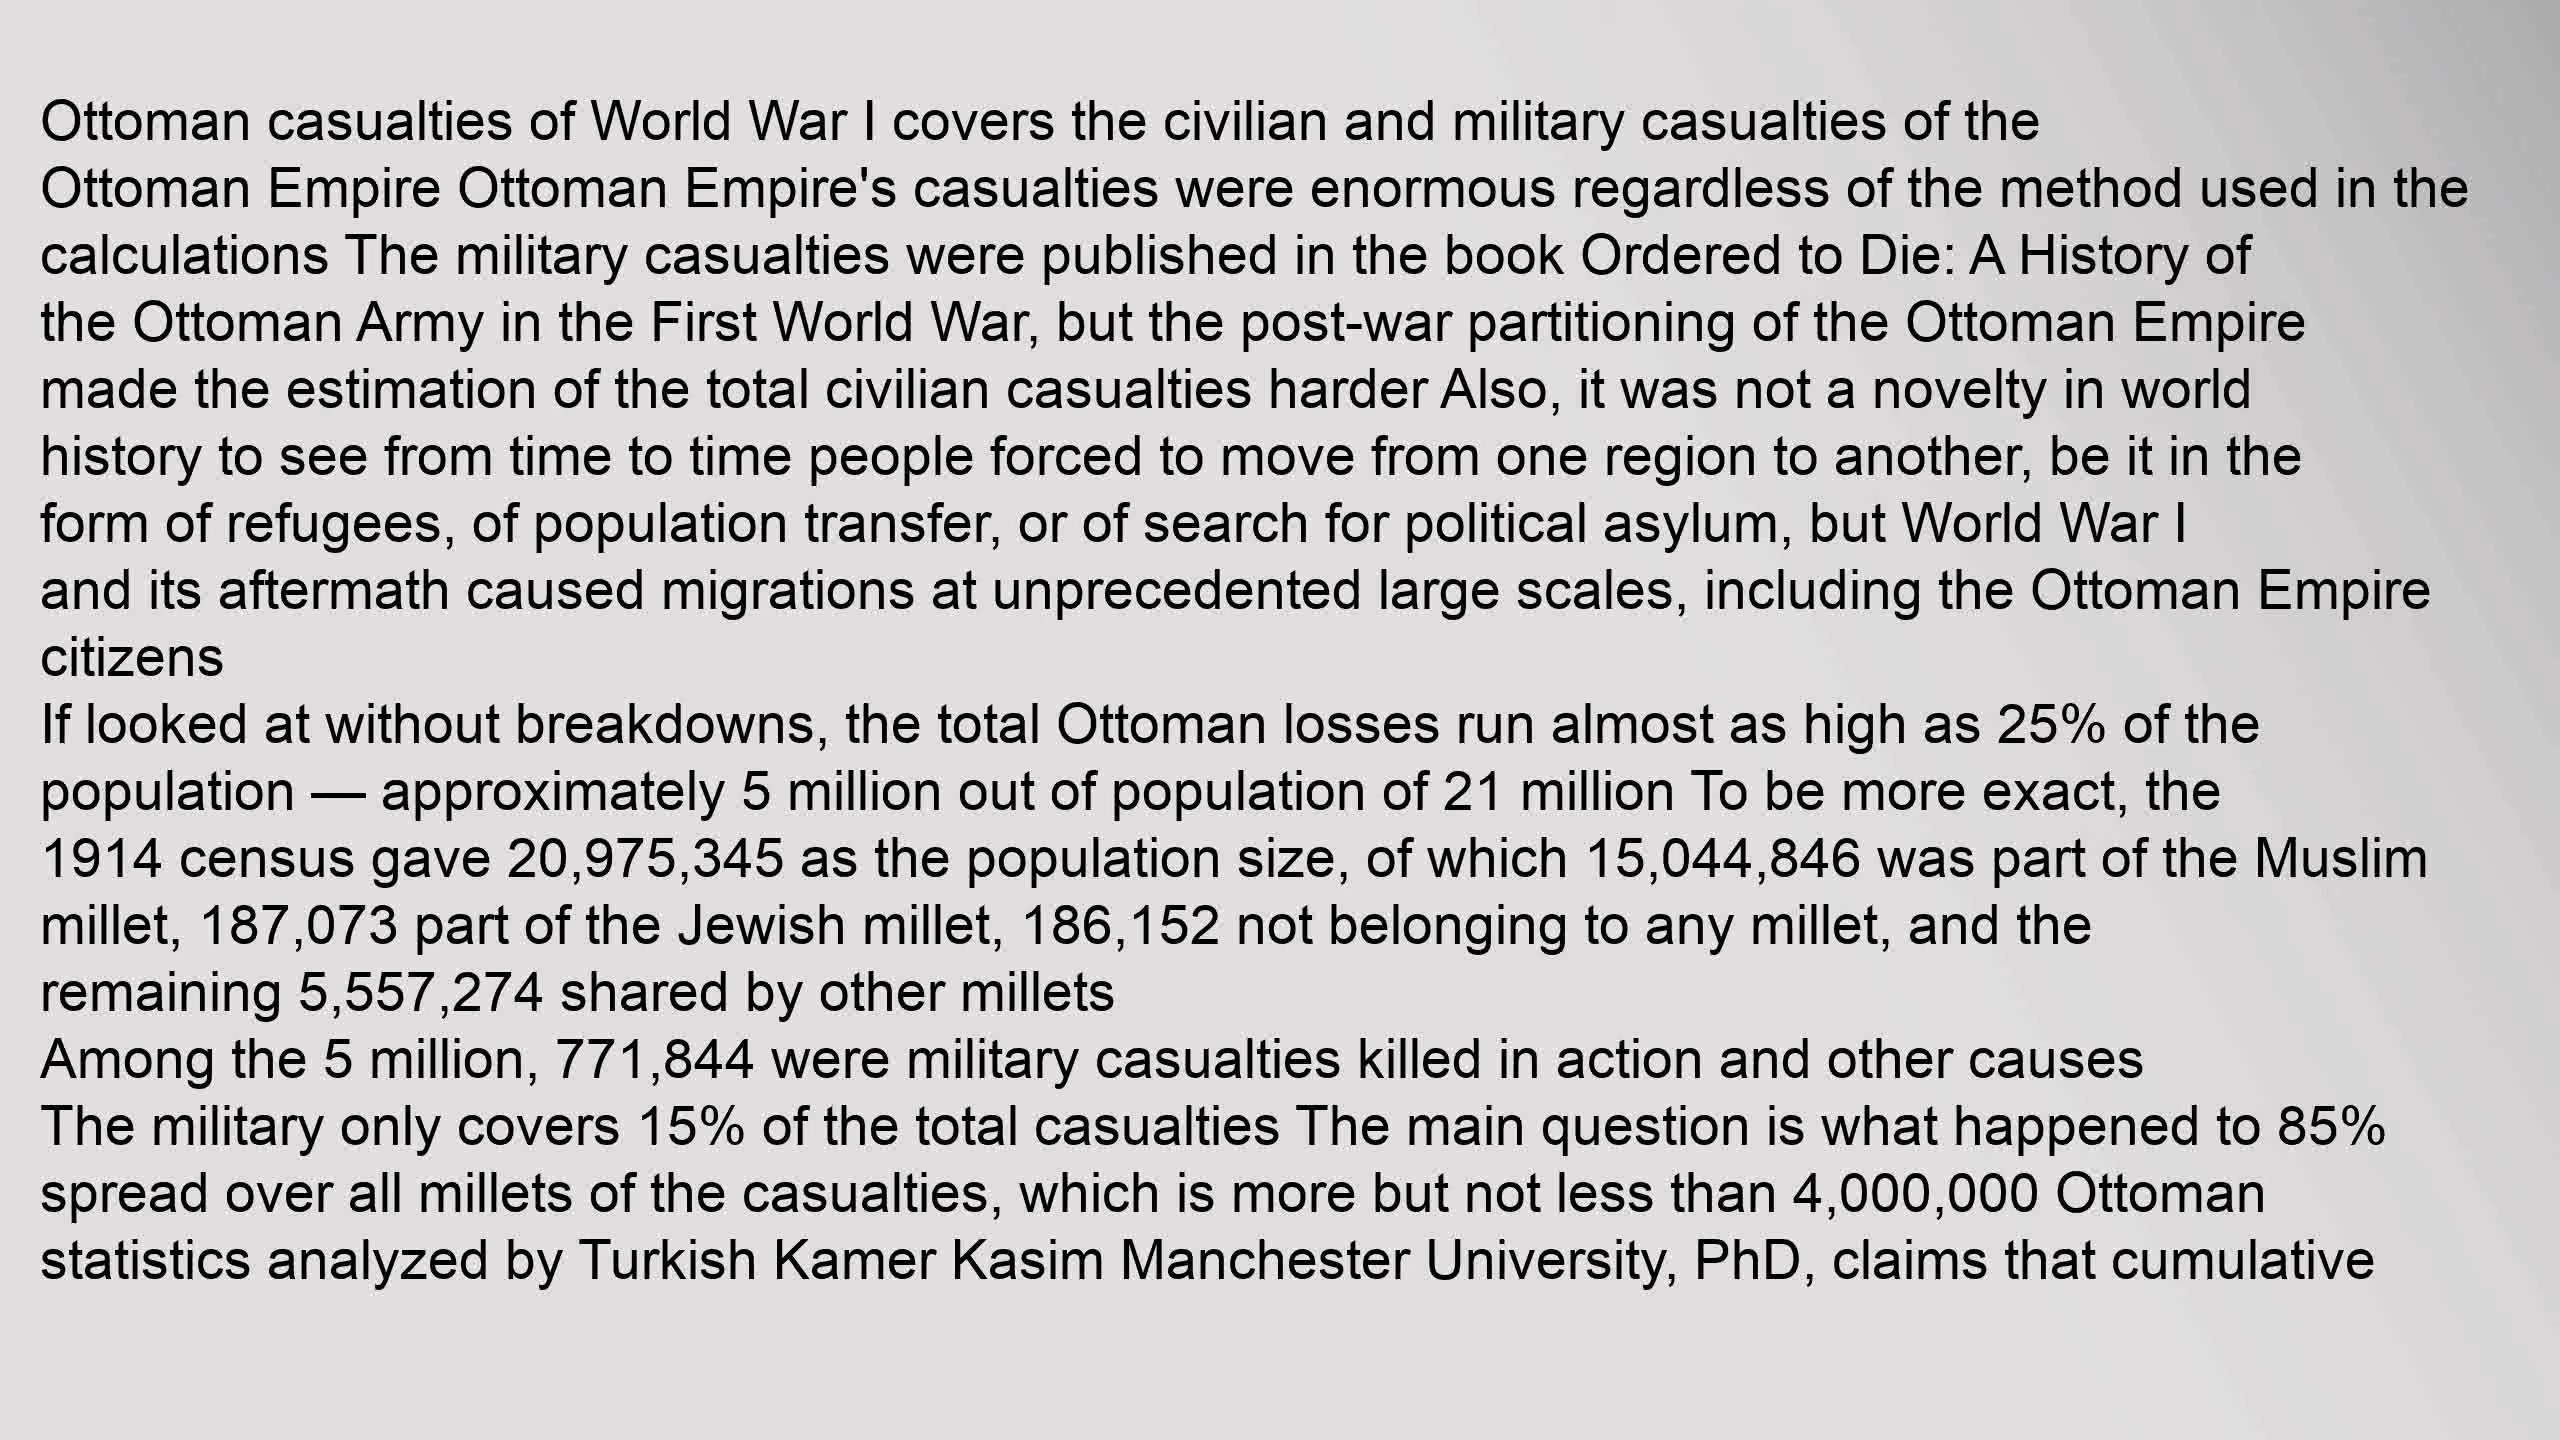 Ottoman casualties of World War I covers the civilian and military casualties of the
Ottoman Empire Ottoman Empire's casualties were enormous regardless of the method used in the
calculations The military casualties were published in the book Ordered to Die: A History of
the Ottoman Army in the First World War, but the post-war partitioning of the Ottoman Empire
made the estimation of the total civilian casualties harder Also, it was not a novelty in world
history to see from time to time people forced to move from one region to another, be it in the
form of refugees, of population transfer, or of search for political asylum, but World War I
and its aftermath caused migrations at unprecedented large scales, including the Ottoman Empire
citizens
If looked at without breakdowns, the total Ottoman losses run almost as high as 25% of the
population — approximately 5 million out of population of 21 million To be more exact, the
1914 census gave 20,975,345 as the population size, of which 15,044,846 was part of the Muslim
millet, 187,073 part of the Jewish millet, 186,152 not belonging to any millet, and the
remaining 5,557,274 shared by other millets
Among the 5 million, 771,844 were military casualties killed in action and other causes
The military only covers 15% of the total casualties The main question is what happened to 85%
spread over all millets of the casualties, which is more but not less than 4,000,000 Ottoman
statistics analyzed by Turkish Kamer Kasim Manchester University, PhD, claims that cumulative